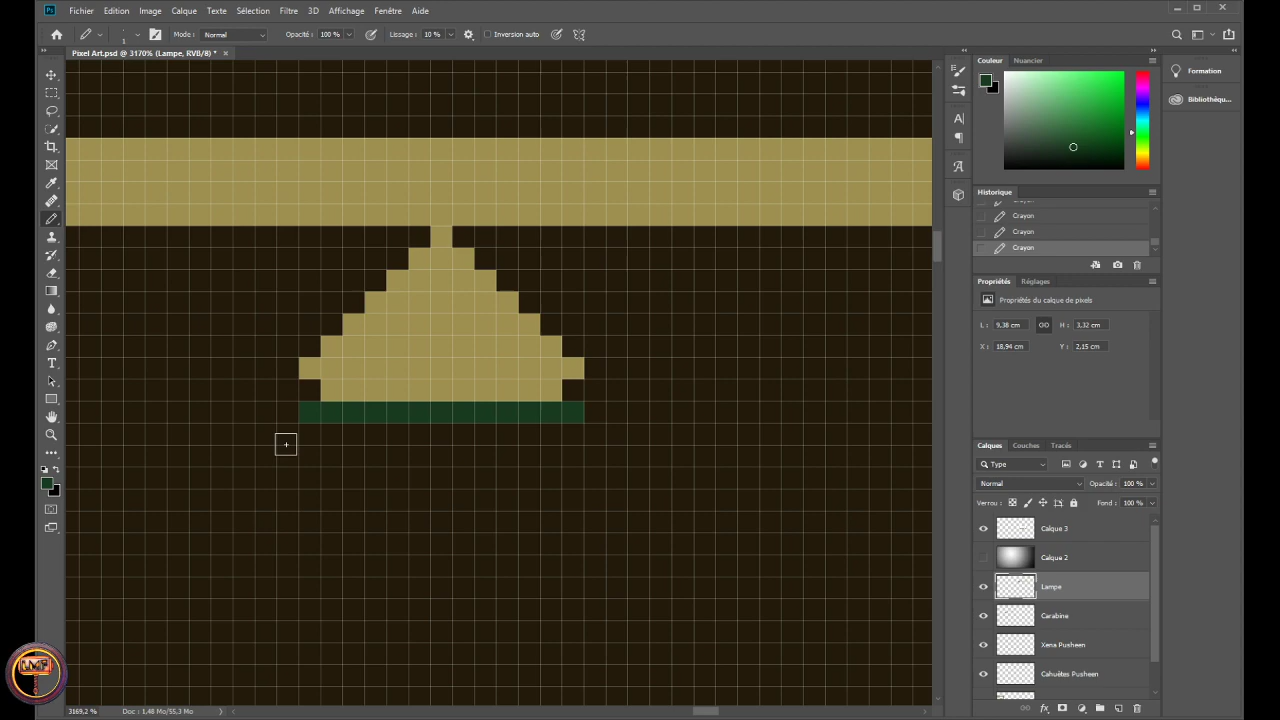 Ps Fichier Edition Image Calque Texte Sélection Filtre 3D Affichage Fenêtre Aide
1 Mode : Normal Opacité : 100 % Lissage : 10 % Inversion auto
Pixel Art.psd @ 3170% (Lampe, RVB/8) * ×
Couleur Nuancier
Formation
Bibliothèqu...
Historique
Crayon
Crayon
Crayon
Propriétés Réglages
Propriétés du calque de pixels
L : 9,38 cm H : 3,32 cm
X : 18,94 cm Y : 2,15 cm
Calques Couches Tracés
Type
Normal Opacité : 100 %
Verrou : Fond : 100 %
Calque 3
Calque 2
Lampe
Carabine
Xena Pusheen
Cahuètes Pusheen
LMP
3169,2 % Doc : 1,48 Mo/55,3 Mo